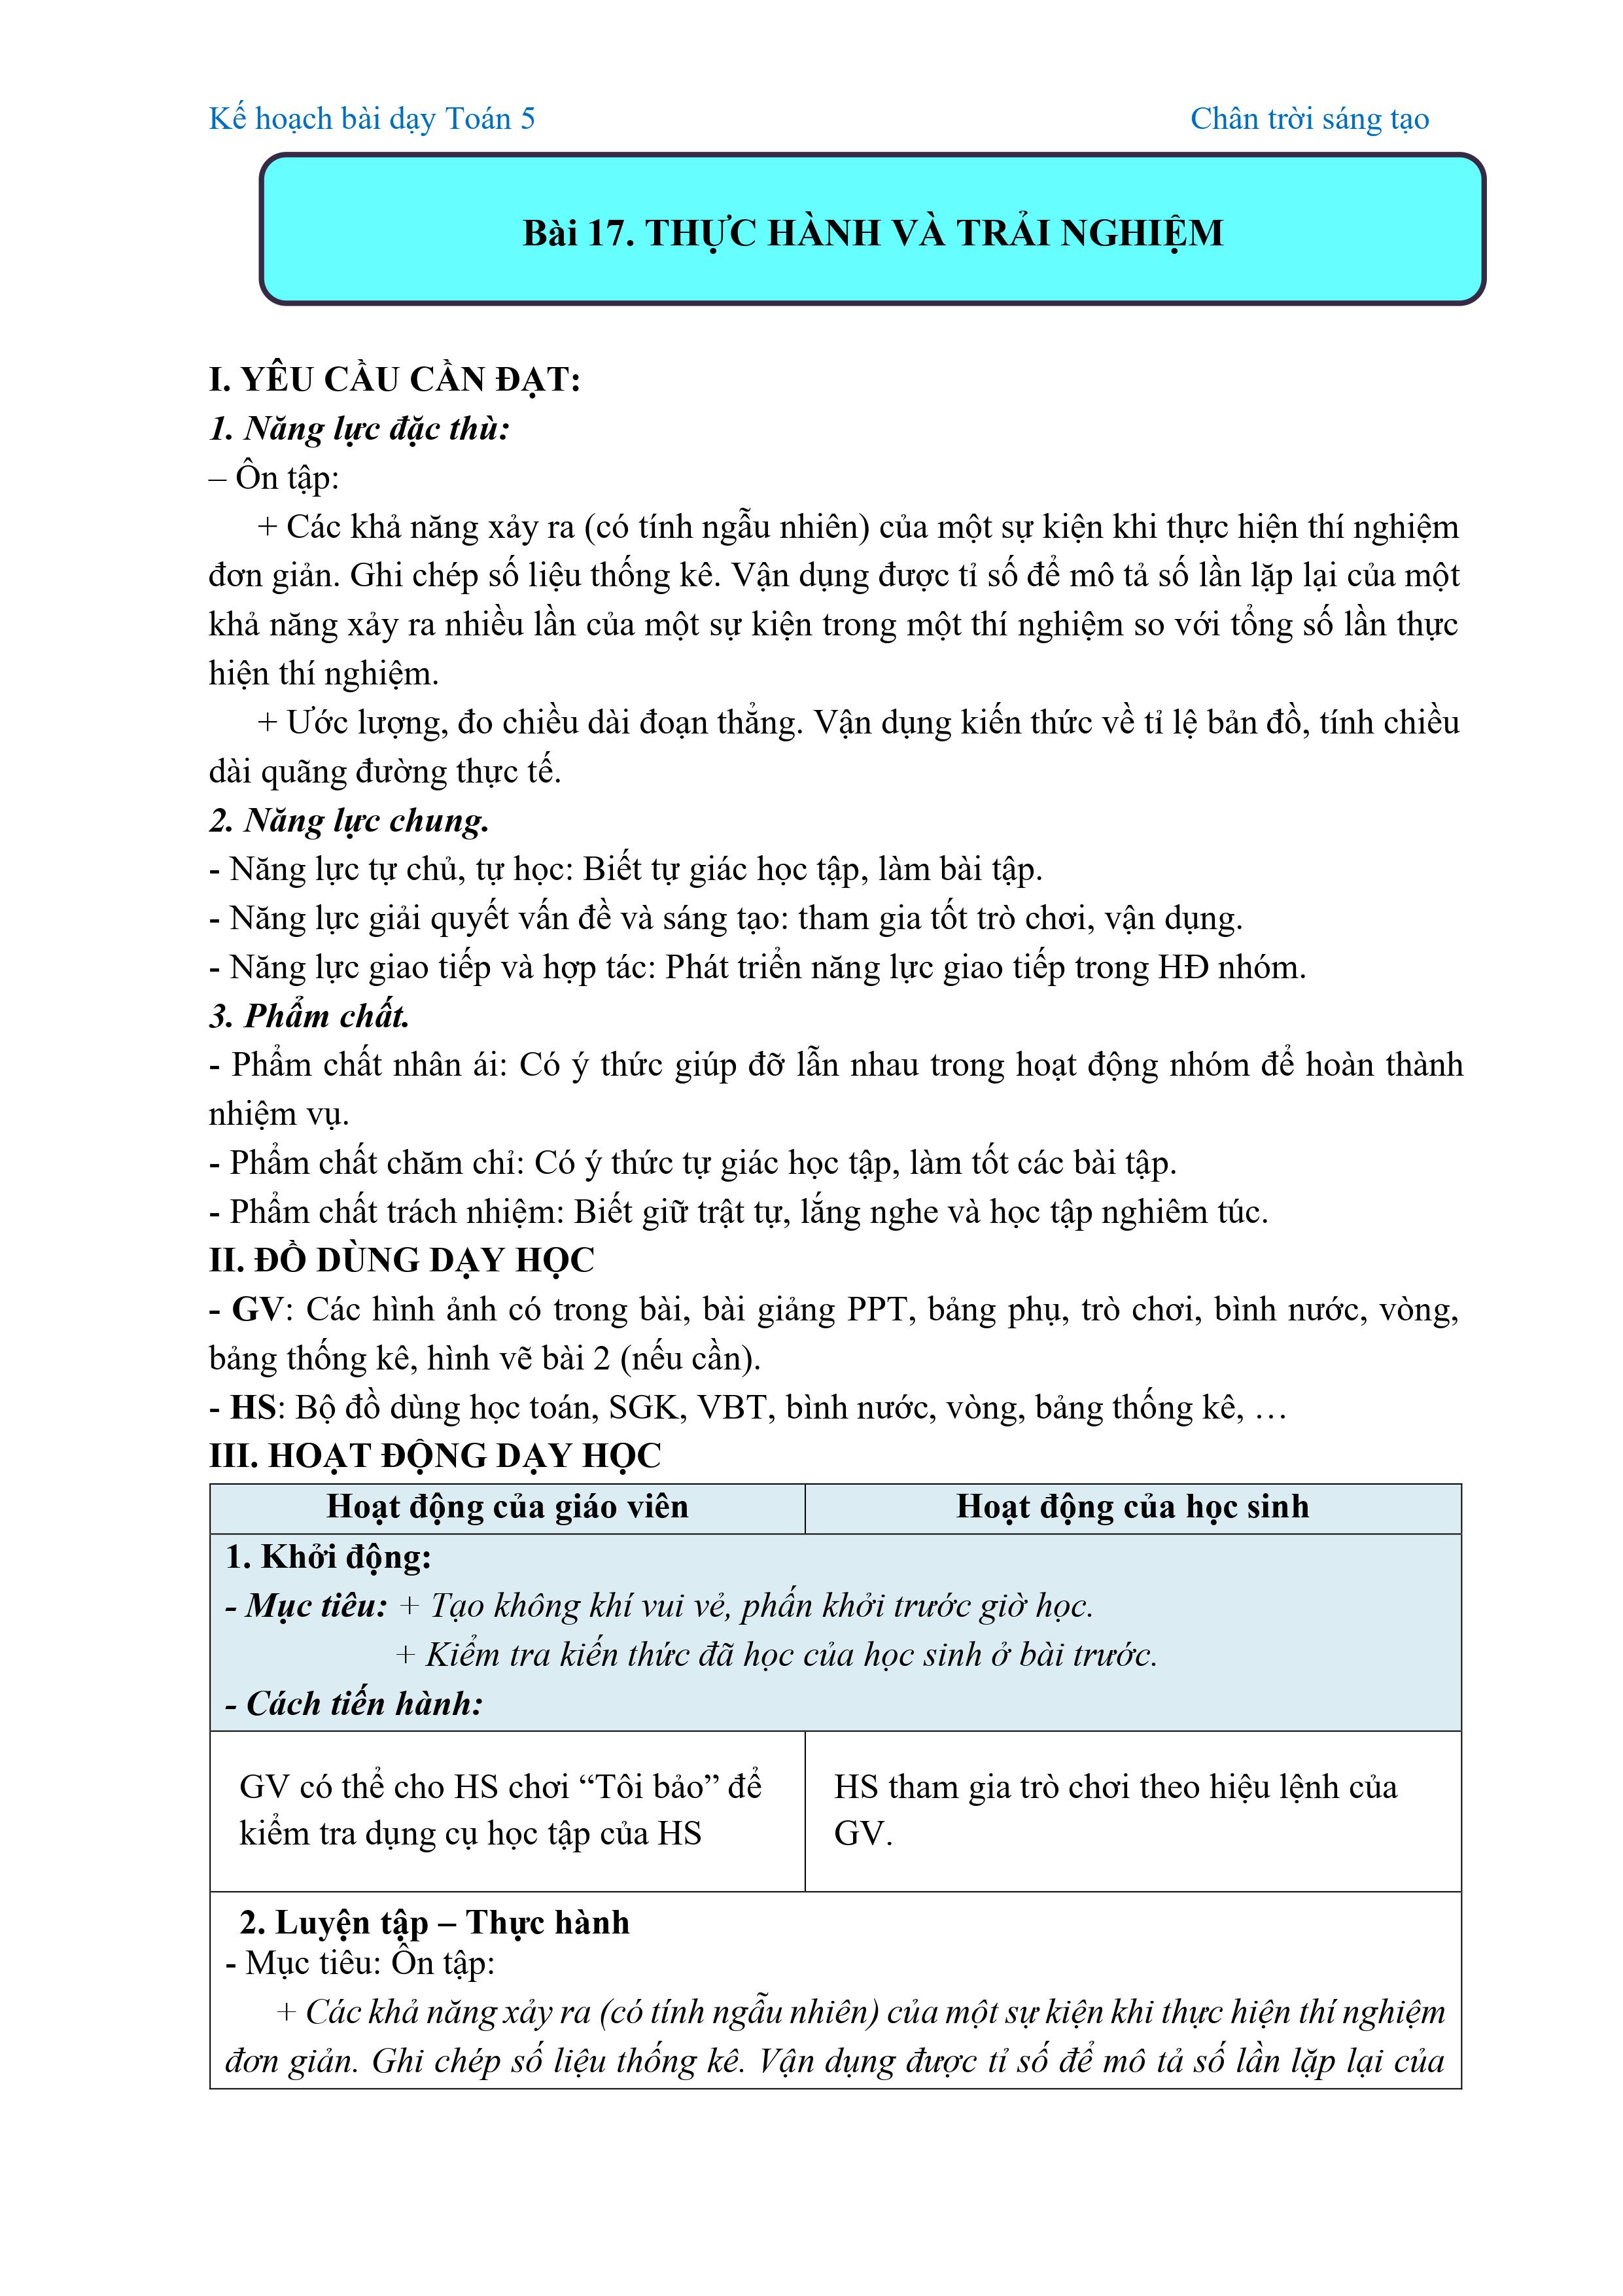 Kế hoạch bài dạy Toán 5 Chân trời sáng tạo
Bài 17. THỰC HÀNH VÀ TRẢI NGHIỆM
I. YÊU CẦU CẦN ĐẠT:
1. Năng lực đặc thù:
– Ôn tập:
+ Các khả năng xảy ra (có tính ngẫu nhiên) của một sự kiện khi thực hiện thí nghiệm
đơn giản. Ghi chép số liệu thống kê. Vận dụng được tỉ số để mô tả số lần lặp lại của một
khả năng xảy ra nhiều lần của một sự kiện trong một thí nghiệm so với tổng số lần thực
hiện thí nghiệm.
+ Ước lượng, đo chiều dài đoạn thẳng. Vận dụng kiến thức về tỉ lệ bản đồ, tính chiều
dài quãng đường thực tế.
2. Năng lực chung.
- Năng lực tự chủ, tự học: Biết tự giác học tập, làm bài tập.
- Năng lực giải quyết vấn đề và sáng tạo: tham gia tốt trò chơi, vận dụng.
- Năng lực giao tiếp và hợp tác: Phát triển năng lực giao tiếp trong HĐ nhóm.
3. Phẩm chất.
- Phẩm chất nhân ái: Có ý thức giúp đỡ lẫn nhau trong hoạt động nhóm để hoàn thành
nhiệm vụ.
- Phẩm chất chăm chỉ: Có ý thức tự giác học tập, làm tốt các bài tập.
- Phẩm chất trách nhiệm: Biết giữ trật tự, lắng nghe và học tập nghiêm túc.
II. ĐỒ DÙNG DẠY HỌC
- GV: Các hình ảnh có trong bài, bài giảng PPT, bảng phụ, trò chơi, bình nước, vòng,
bảng thống kê, hình vẽ bài 2 (nếu cần).
- HS: Bộ đồ dùng học toán, SGK, VBT, bình nước, vòng, bảng thống kê, …
III. HOẠT ĐỘNG DẠY HỌC
Hoạt động của giáo viên Hoạt động của học sinh
1. Khởi động:
- Mục tiêu: + Tạo không khí vui vẻ, phấn khởi trước giờ học.
+ Kiểm tra kiến thức đã học của học sinh ở bài trước.
- Cách tiến hành:
GV có thể cho HS chơi “Tôi bảo” để
kiểm tra dụng cụ học tập của HS
HS tham gia trò chơi theo hiệu lệnh của
GV.
2. Luyện tập – Thực hành
- Mục tiêu: Ôn tập:
+ Các khả năng xảy ra (có tính ngẫu nhiên) của một sự kiện khi thực hiện thí nghiệm
đơn giản. Ghi chép số liệu thống kê. Vận dụng được tỉ số để mô tả số lần lặp lại của